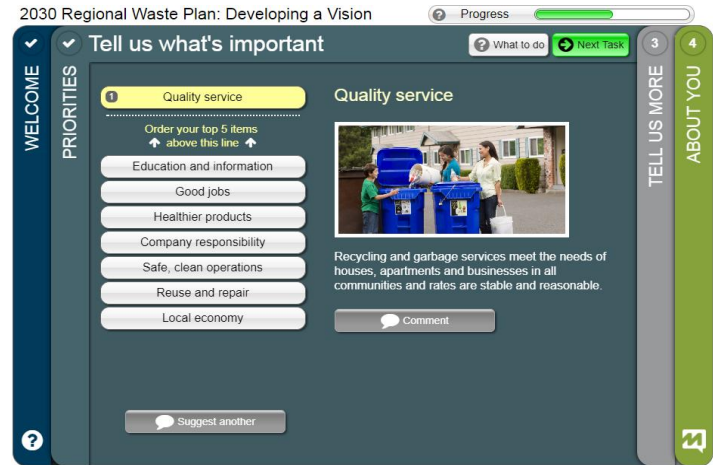 2030 Regional Waste Plan: Developing a Vision
? Progress
Tell us what's important
? What to do
Next Task
WELCOME
PRIORITIES
1 Quality service
Order your top 5 items
above this line
Education and information
Good jobs
Healthier products
Company responsibility
Safe, clean operations
Reuse and repair
Local economy
Suggest another
Quality service
Recycling and garbage services meet the needs of
houses, apartments and businesses in all
communities and rates are stable and reasonable.
Comment
3
TELL US MORE
4
ABOUT YOU
?